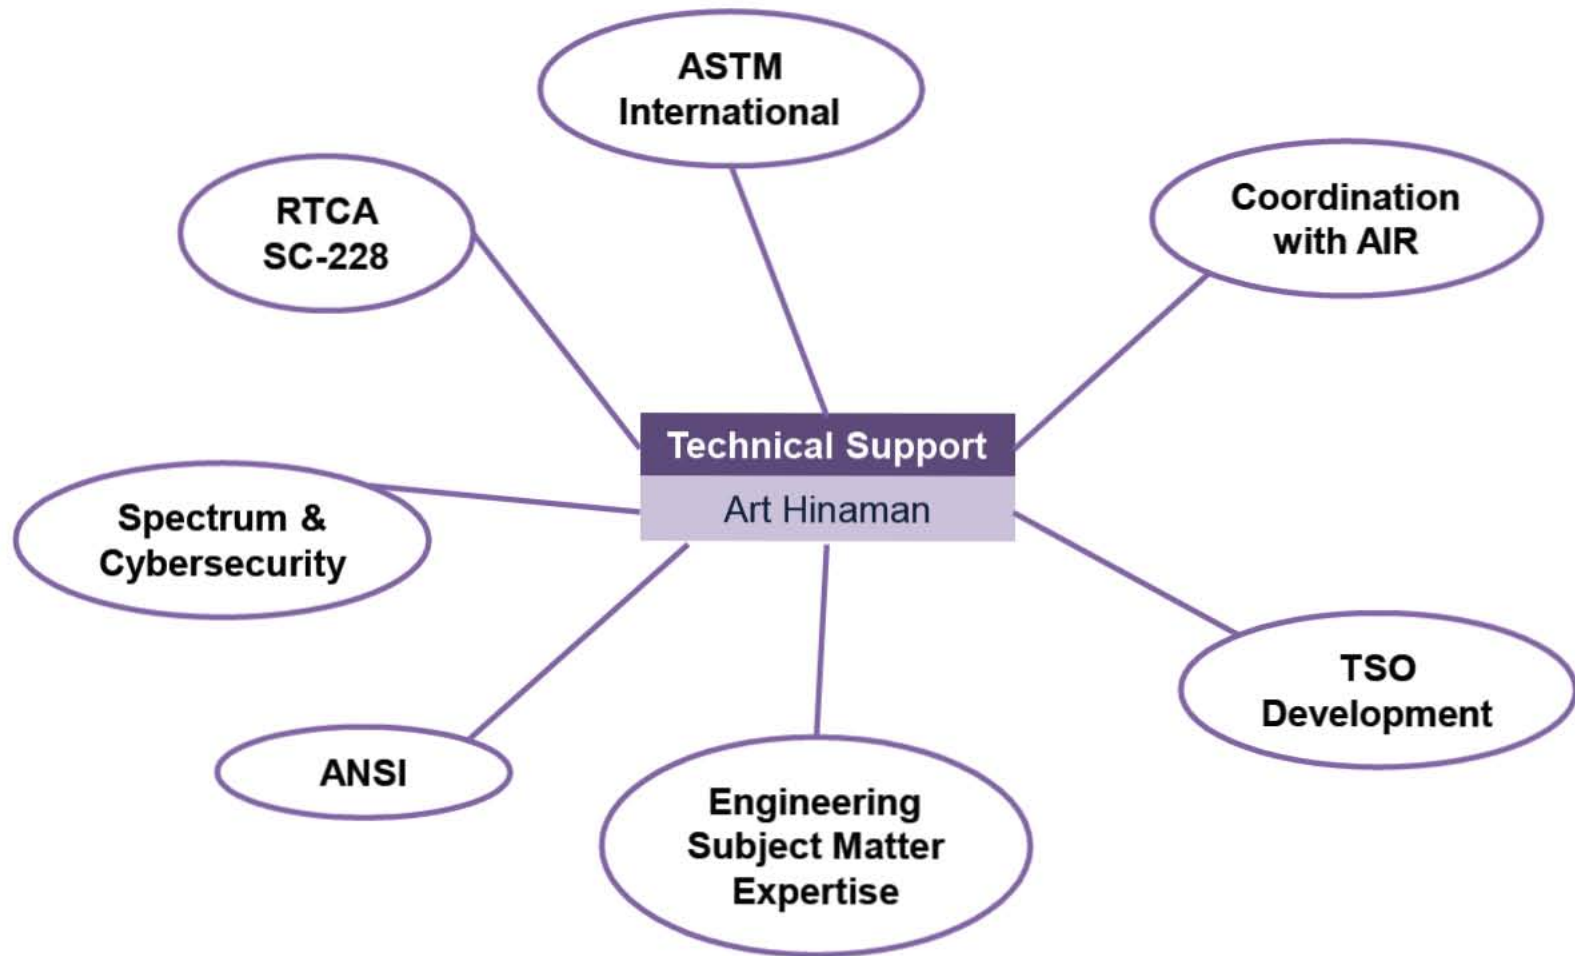 ASTM
International
RTCA
SC-228
Coordination
with AIR
Technical Support
Art Hinaman
Spectrum &
Cybersecurity
TSO
Development
ANSI
Engineering
Subject Matter
Expertise